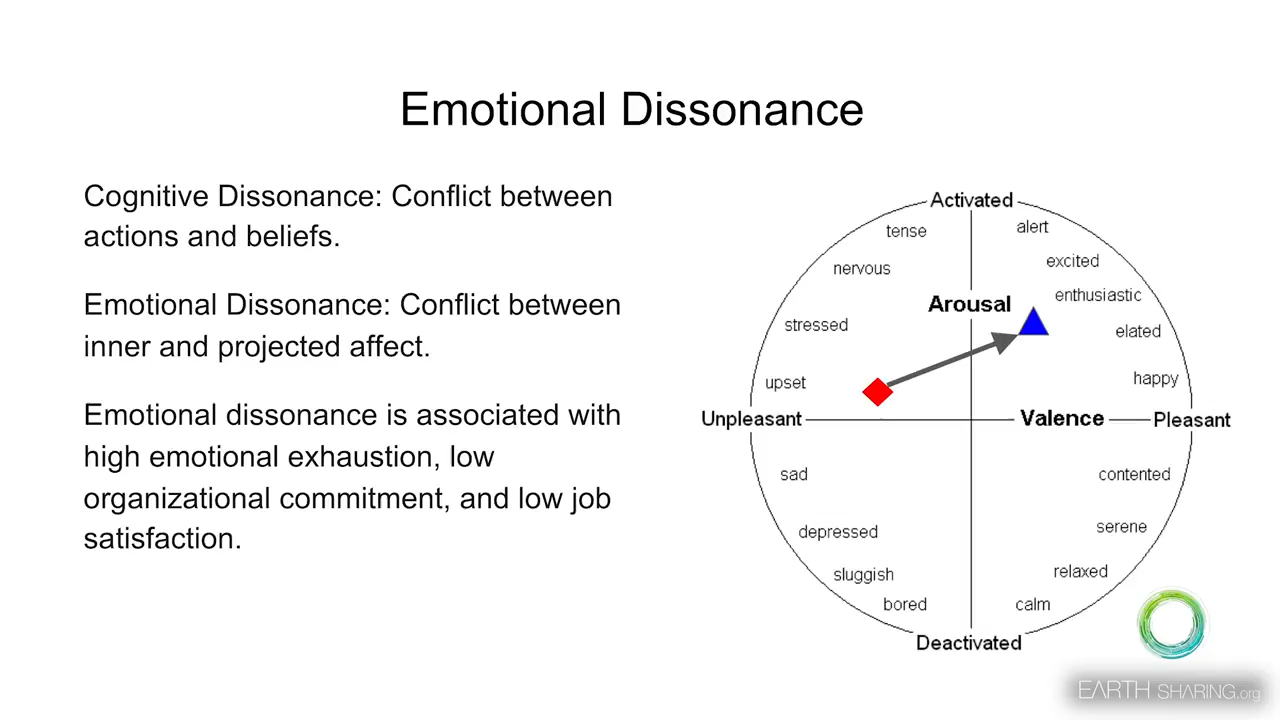 Emotional Dissonance
Cognitive Dissonance: Conflict between
actions and beliefs.
Emotional Dissonance: Conflict between
inner and projected affect.
Emotional dissonance is associated with
high emotional exhaustion, low
organizational commitment, and low job
satisfaction.
Activated
tense
alert
nervous
excited
enthusiastic
Arousal
stressed
elated
upset
happy
Unpleasant
Valence
Pleasant
sad
contented
depressed
serene
sluggish
relaxed
bored
calm
Deactivated
EARTH SHARING.org